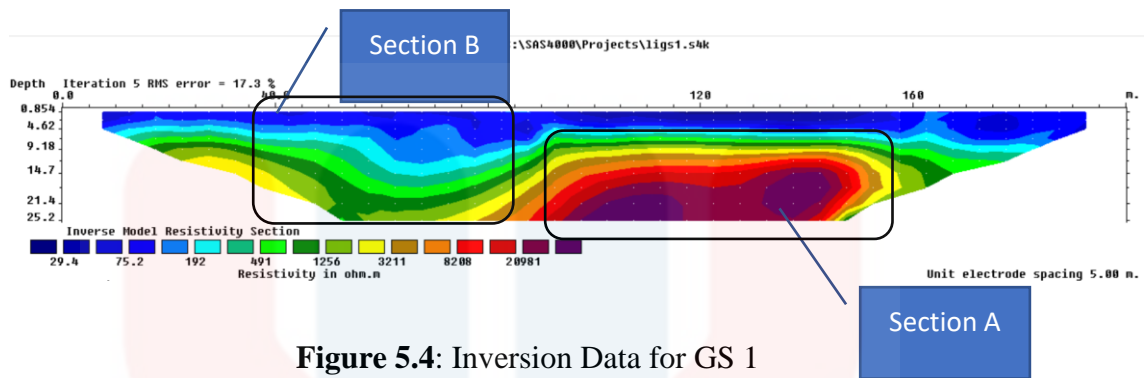 Section B
:\SAS4000\Projects\ligs1.s4k
Depth Iteration 5 RMS error = 17.3 %
0.0 120 160 m.
0.854
4.62
9.18
14.7
21.4
25.2
Inverse Model Resistivity Section
29.4 75.2 192 491 1256 3211 8208 20981
Resistivity in ohm.m
Unit electrode spacing 5.00 m.
Section A
Figure 5.4: Inversion Data for GS 1